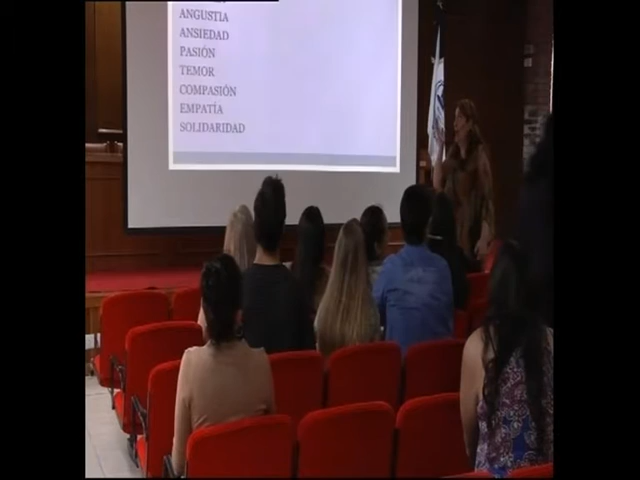 ANGUSTIA
ANSIEDAD
PASIÓN
TEMOR
COMPASIÓN
EMPATÍA
SOLIDARIDAD